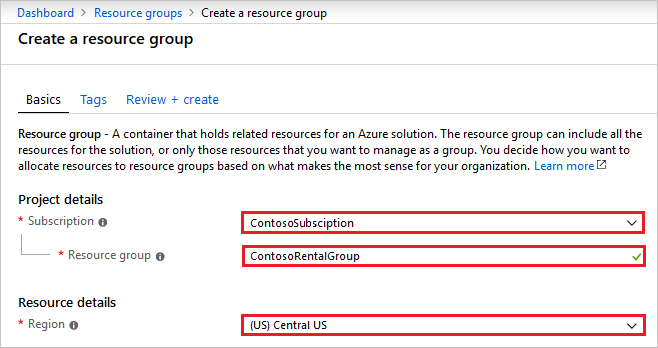 Dashboard > Resource groups > Create a resource group
Create a resource group
Basics Tags Review + create
Resource group - A container that holds related resources for an Azure solution. The resource group can include all the
resources for the solution, or only those resources that you want to manage as a group. You decide how you want to
allocate resources to resource groups based on what makes the most sense for your organization. Learn more
Project details
* Subscription ContosoSubsciption
* Resource group ContosoRentalGroup
Resource details
* Region (US) Central US